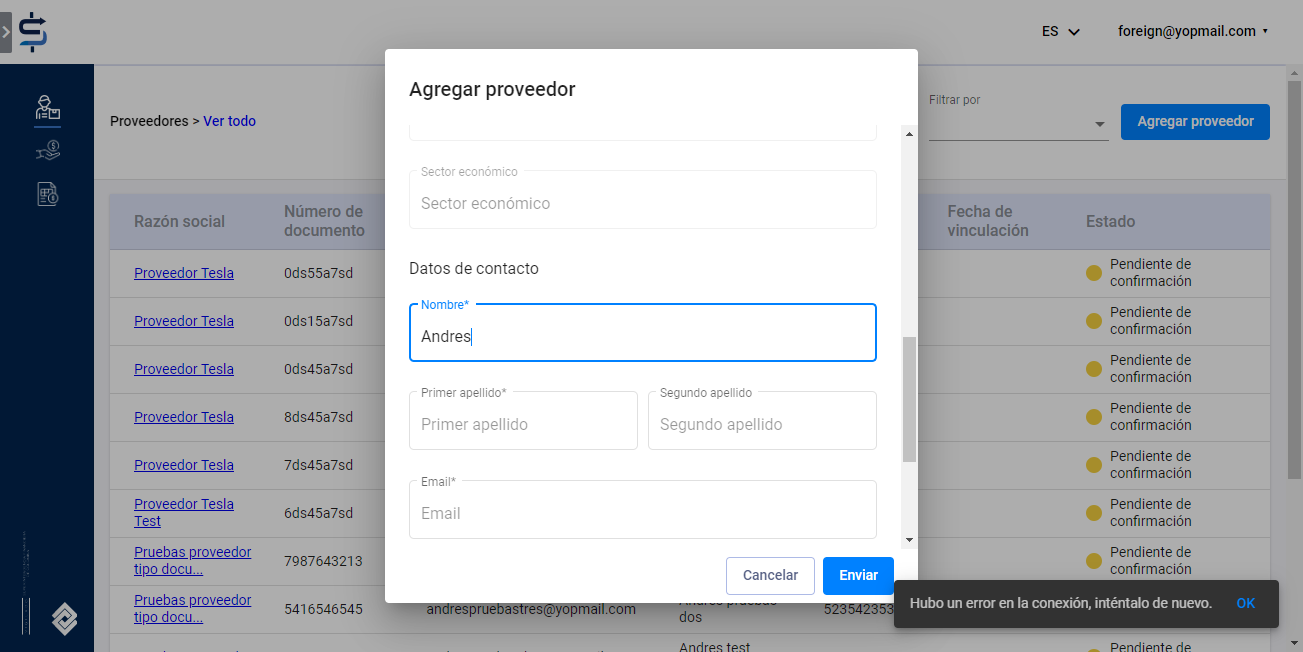 ES
foreign@yopmail.com
Agregar proveedor
Proveedores > Ver todo
Filtrar por
Agregar proveedor
Sector económico
Sector económico
Datos de contacto
Nombre*
Andres
Primer apellido*
Primer apellido
Segundo apellido
Segundo apellido
Email*
Email
Cancelar
Enviar
Razón social
Número de
documento
Fecha de
vinculación
Estado
Proveedor Tesla
0ds55a7sd
Pendiente de
confirmación
Proveedor Tesla
0ds15a7sd
Pendiente de
confirmación
Proveedor Tesla
0ds45a7sd
Pendiente de
confirmación
Proveedor Tesla
8ds45a7sd
Pendiente de
confirmación
Proveedor Tesla
7ds45a7sd
Pendiente de
confirmación
Proveedor Tesla
Test
6ds45a7sd
Pendiente de
confirmación
Pruebas proveedor
tipo docu...
7987643213
Pendiente de
confirmación
Pruebas proveedor
tipo docu...
5416546545
andrespruebastres@yopmail.com
Andres pruebas
dos
523542353
Andres test
Pendiente de
Hubo un error en la conexión, inténtalo de nuevo.
OK